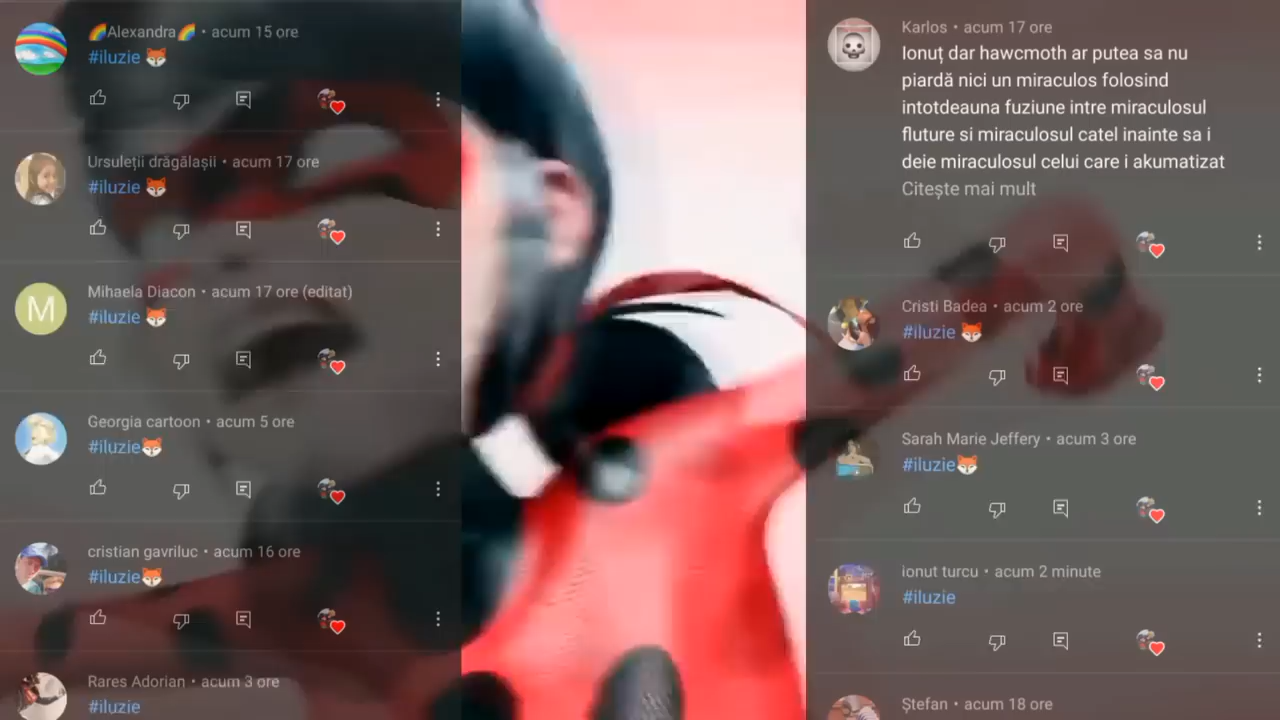 🌈Alexandra🌈 • acum 15 ore
#iluzie 🦊
Ursuleții drăgălașii • acum 17 ore
#iluzie 🦊
M
Mihaela Diacon • acum 17 ore (editat)
#iluzie 🦊
Georgia cartoon • acum 5 ore
#iluzie🦊
cristian gavriluc • acum 16 ore
#iluzie🦊
Rares Adorian • acum 3 ore
#iluzie
Karlos • acum 17 ore
Ionuț dar hawcmoth ar putea sa nu
piardă nici un miraculos folosind
intotdeauna fuziune intre miraculosul
fluture si miraculosul catel inainte sa i
deie miraculosul celui care i akumatizat
Citește mai mult
Cristi Badea • acum 2 ore
#iluzie 🦊
Sarah Marie Jeffery • acum 3 ore
#iluzie🦊
ionut turcu • acum 2 minute
#iluzie
Ștefan • acum 18 ore